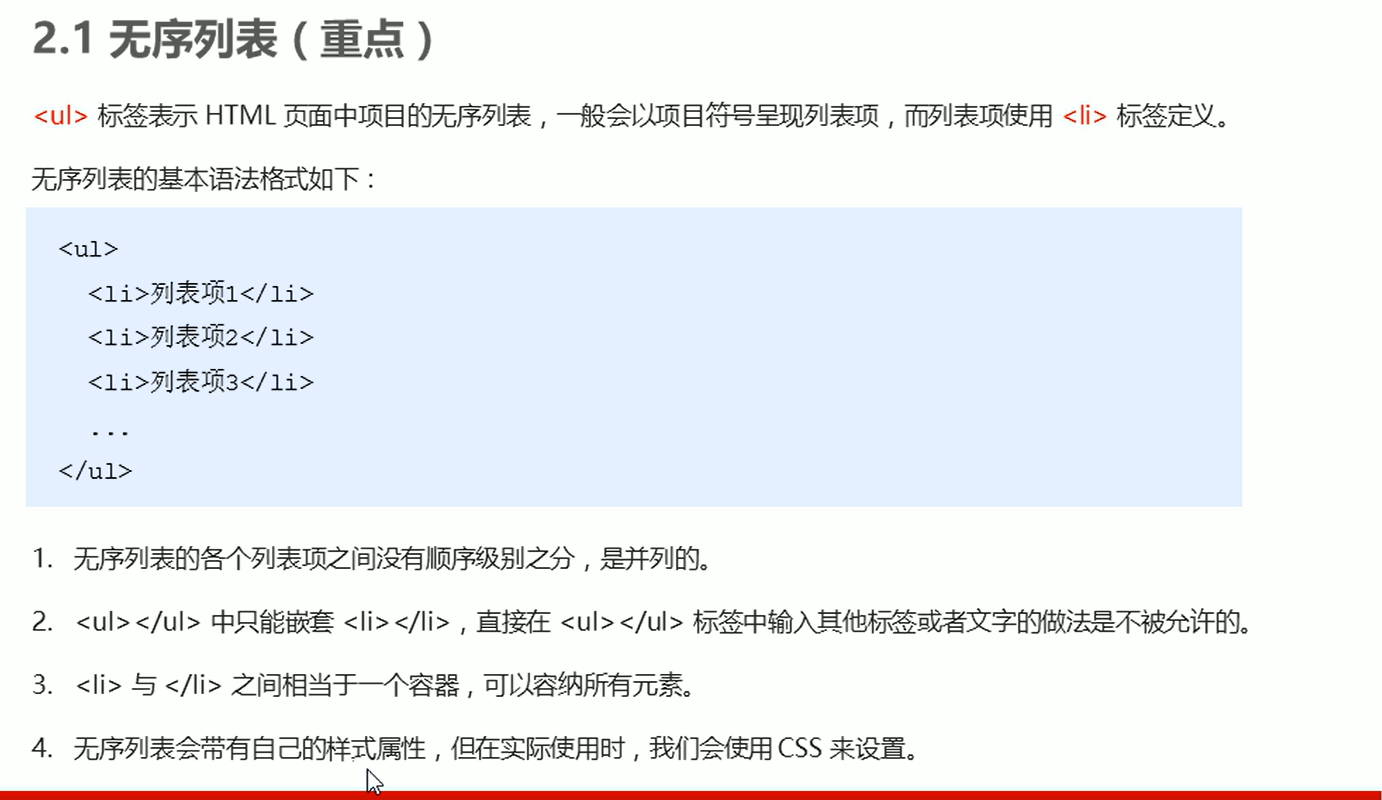 2.1 无序列表（重点）
<ul> 标签表示 HTML 页面中项目的无序列表，一般会以项目符号呈现列表项，而列表项使用 <li> 标签定义。
无序列表的基本语法格式如下：
<ul>
<li>列表项1</li>
<li>列表项2</li>
<li>列表项3</li>
...
</ul>
1. 无序列表的各个列表项之间没有顺序级别之分，是并列的。
2. <ul></ul> 中只能嵌套 <li></li>，直接在 <ul></ul> 标签中输入其他标签或者文字的做法是不被允许的。
3. <li> 与 </li> 之间相当于一个容器，可以容纳所有元素。
4. 无序列表会带有自己的样式属性，但在实际使用时，我们会使用 CSS 来设置。